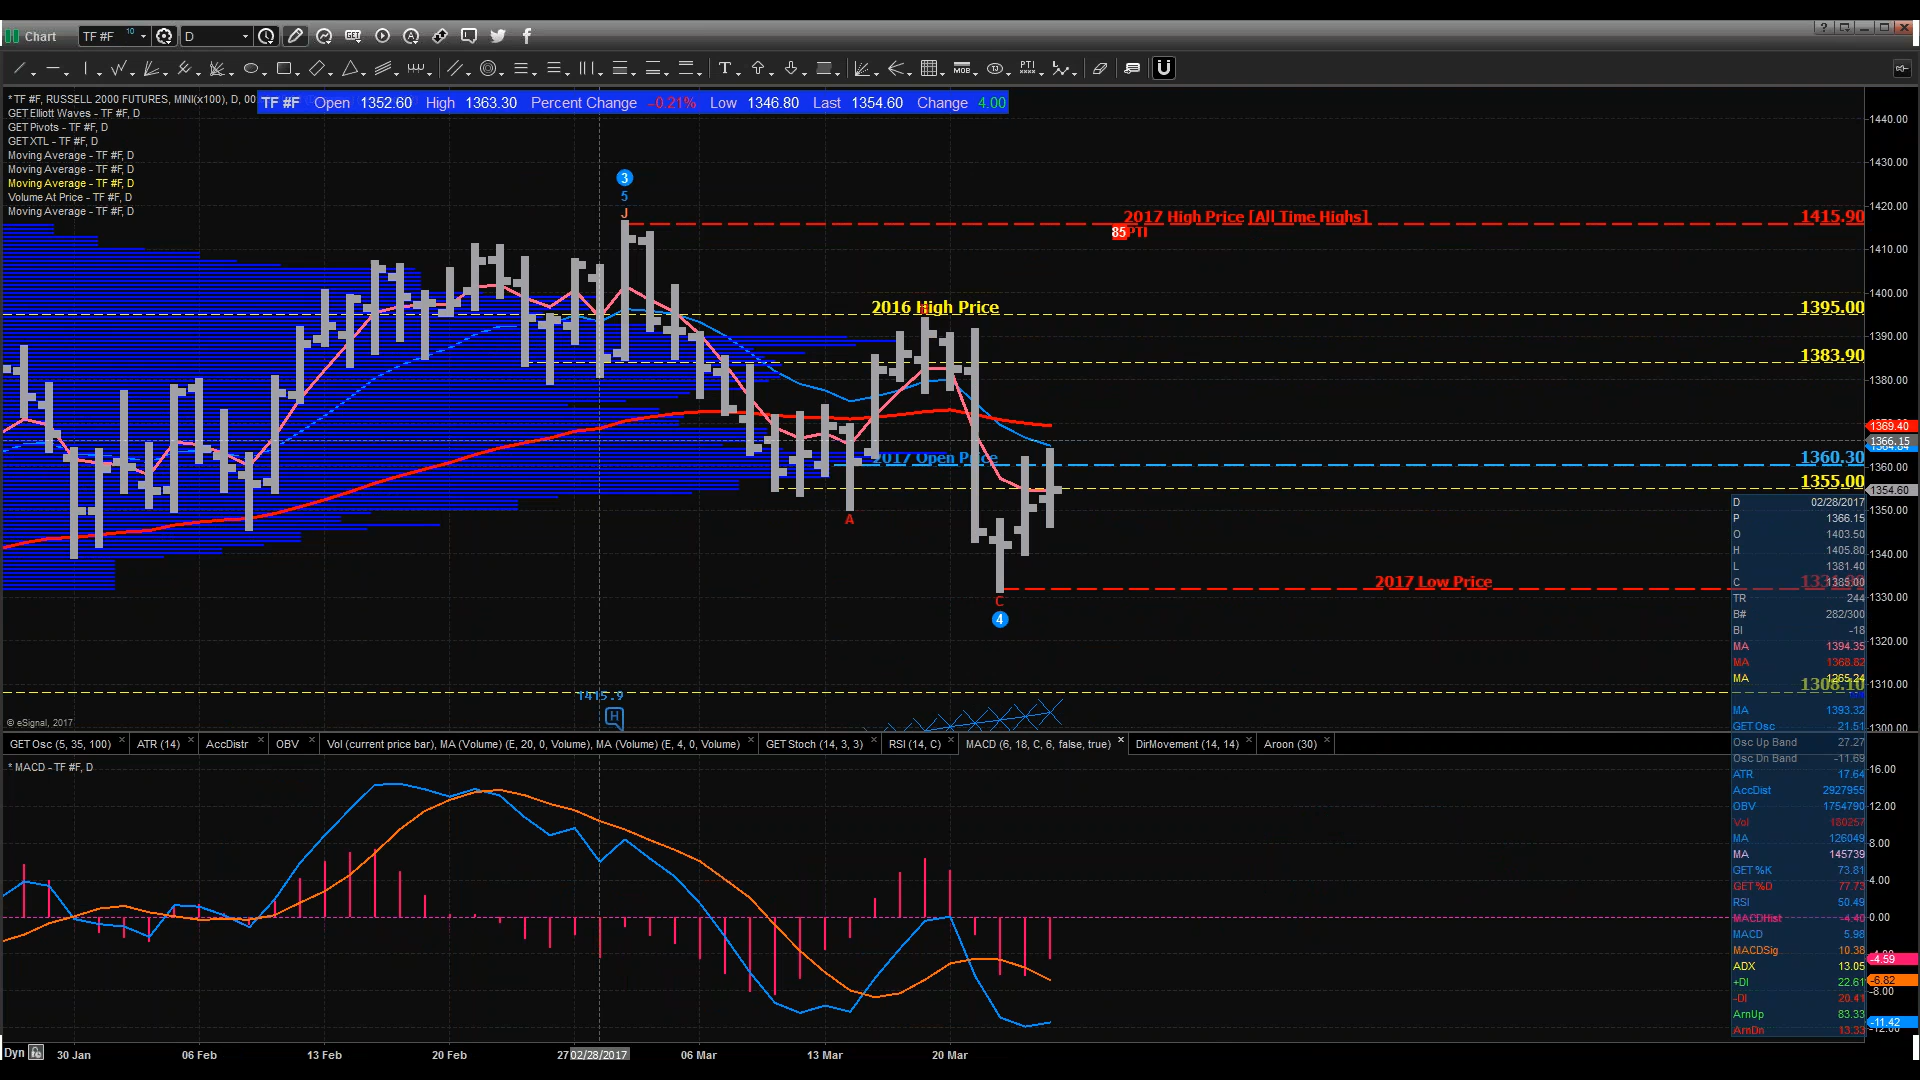 Chart TF #F 10 D
T MOB PTI U
*TF #F, RUSSELL 2000 FUTURES, MINI(x100), D, 00
TF #F Open 1352.60 High 1363.30 Percent Change -0.21% Low 1346.80 Last 1354.60 Change 4.00
GET Elliott Waves - TF #F, D
GET Pivots - TF #F, D
GET XTL - TF #F, D
Moving Average - TF #F, D
Moving Average - TF #F, D
Moving Average - TF #F, D
Volume At Price - TF #F, D
Moving Average - TF #F, D
3
5
J
2017 High Price [All Time Highs] 1415.90
85 PTI
2016 High Price 1395.00
1383.90
2017 Open Price 1360.30
1355.00
A
2017 Low Price
C
4
1308.10
1415.9
H
1440.00
1430.00
1420.00
1410.00
1400.00
1390.00
1380.00
1369.40
1366.15
1360.00
1354.60
1350.00
1340.00
1330.00
1320.00
1310.00
1300.00
D 02/28/2017
P 1366.15
O 1403.50
H 1405.80
L 1381.40
C 1385.00
TR 244
B# 282/300
BI -18
MA 1394.35
MA 1368.82
MA 1265.24
MA 1393.32
GET Osc 21.51
Osc Up Band 27.27
Osc Dn Band -11.69
ATR 17.64
AccDist 2927955
OBV 1754790
Vol 180257
MA 126049
MA 145739
GET %K 73.81
GET %D 77.73
RSI 50.49
MACDHist -4.40
MACD 5.98
MACDSig 10.38
ADX 13.05
+DI 22.61
-DI 20.41
ArnUp 83.33
ArnDn 13.33
© eSignal, 2017
GET Osc (5, 35, 100) ATR (14) AccDistr OBV Vol (current price bar), MA (Volume) (E, 20, 0, Volume), MA (Volume) (E, 4, 0, Volume) GET Stoch (14, 3, 3) RSI (14, C) MACD (6, 18, C, 6, false, true) DirMovement (14, 14) Aroon (30)
* MACD - TF #F, D
16.00
12.00
8.00
4.00
0.00
-4.59
-6.82
-8.00
-11.42
Dyn 30 Jan 06 Feb 13 Feb 20 Feb 27 02/28/2017 06 Mar 13 Mar 20 Mar